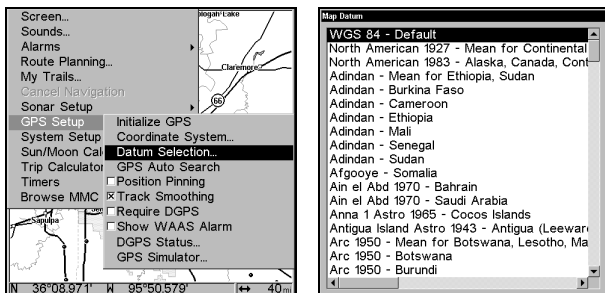 Screen...
Sounds...
Alarms
Route Planning...
My Trails...
Cancel Navigation
Sonar Setup
GPS Setup
System Setup
Sun/Moon Cal
Trip Calculator
Timers
Browse MMC
Initialize GPS
Coordinate System...
Datum Selection...
GPS Auto Search
Position Pinning
Track Smoothing
Require DGPS
Show WAAS Alarm
DGPS Status...
GPS Simulator...
ologah Lake
Claremore
66
Sapulpa
N 36°08.971' W 95°50.579' 40 mi
Map Datum
WGS 84 - Default
North American 1927 - Mean for Continental
North American 1983 - Alaska, Canada, Cont
Adindan - Mean for Ethiopia, Sudan
Adindan - Burkina Faso
Adindan - Cameroon
Adindan - Ethiopia
Adindan - Mali
Adindan - Senegal
Adindan - Sudan
Afgooye - Somalia
Ain el Abd 1970 - Bahrain
Ain el Abd 1970 - Saudi Arabia
Anna 1 Astro 1965 - Cocos Islands
Antigua Island Astro 1943 - Antigua (Leewar
Arc 1950 - Mean for Botswana, Lesotho, Ma
Arc 1950 - Botswana
Arc 1950 - Burundi